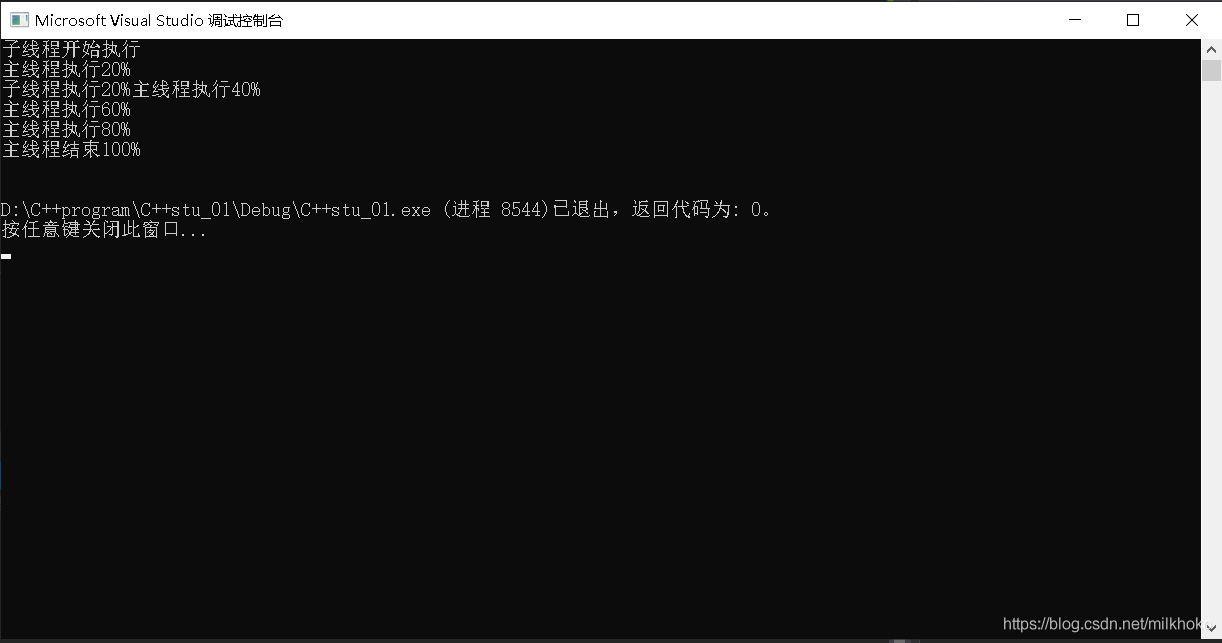 Microsoft Visual Studio 调试控制台
子线程开始执行
主线程执行20%
子线程执行20%主线程执行40%
主线程执行60%
主线程执行80%
主线程结束100%
D:\C++program\C++stu_01\Debug\C++stu_01.exe (进程 8544)已退出，返回代码为: 0。
按任意键关闭此窗口...
https://blog.csdn.net/milkhok